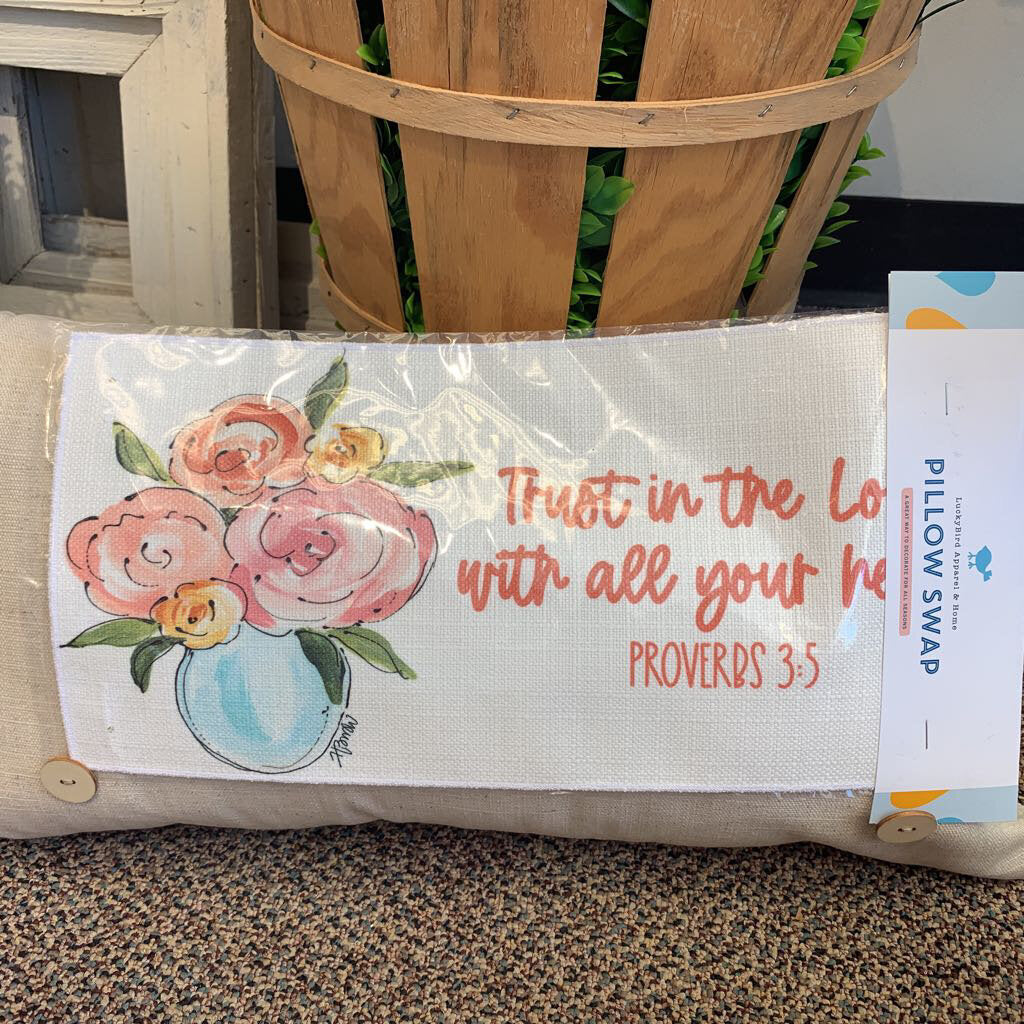 Trust in the Lo
with all your he
PROVERBS 3:5
LuckyBird Apparel & Home
PILLOW SWAP
A GREAT WAY TO DECORATE FOR ALL SEASONS